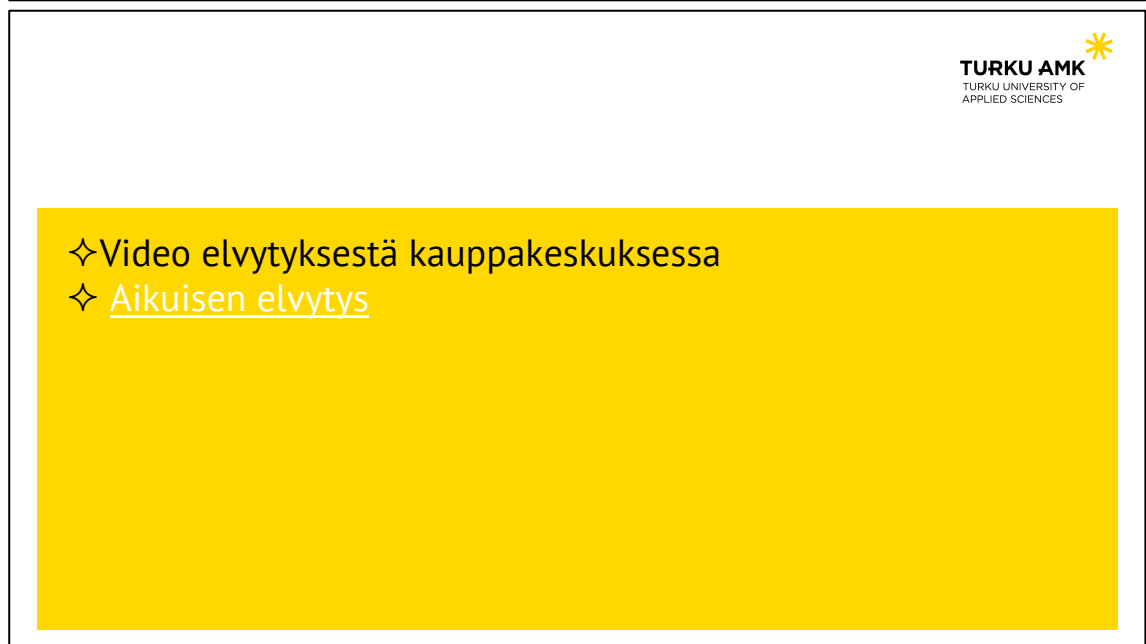 TURKU AMK
TURKU UNIVERSITY OF
APPLIED SCIENCES
✧Video elvytyksestä kauppakeskuksessa
✧ Aikuisen elvytys